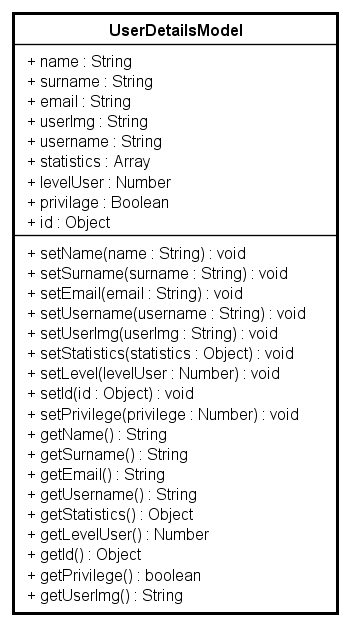 UserDetailsModel
+ name : String
+ surname : String
+ email : String
+ userImg : String
+ username : String
+ statistics : Array
+ levelUser : Number
+ privilage : Boolean
+ id : Object
+ setName(name : String) : void
+ setSurname(surname : String) : void
+ setEmail(email : String) : void
+ setUsername(username : String) : void
+ setUserImg(userImg : String) : void
+ setStatistics(statistics : Object) : void
+ setLevel(levelUser : Number) : void
+ setId(id : Object) : void
+ setPrivilege(privilege : Number) : void
+ getName() : String
+ getSurname() : String
+ getEmail() : String
+ getUsername() : String
+ getStatistics() : Object
+ getLevelUser() : Number
+ getId() : Object
+ getPrivilege() : boolean
+ getUserImg() : String